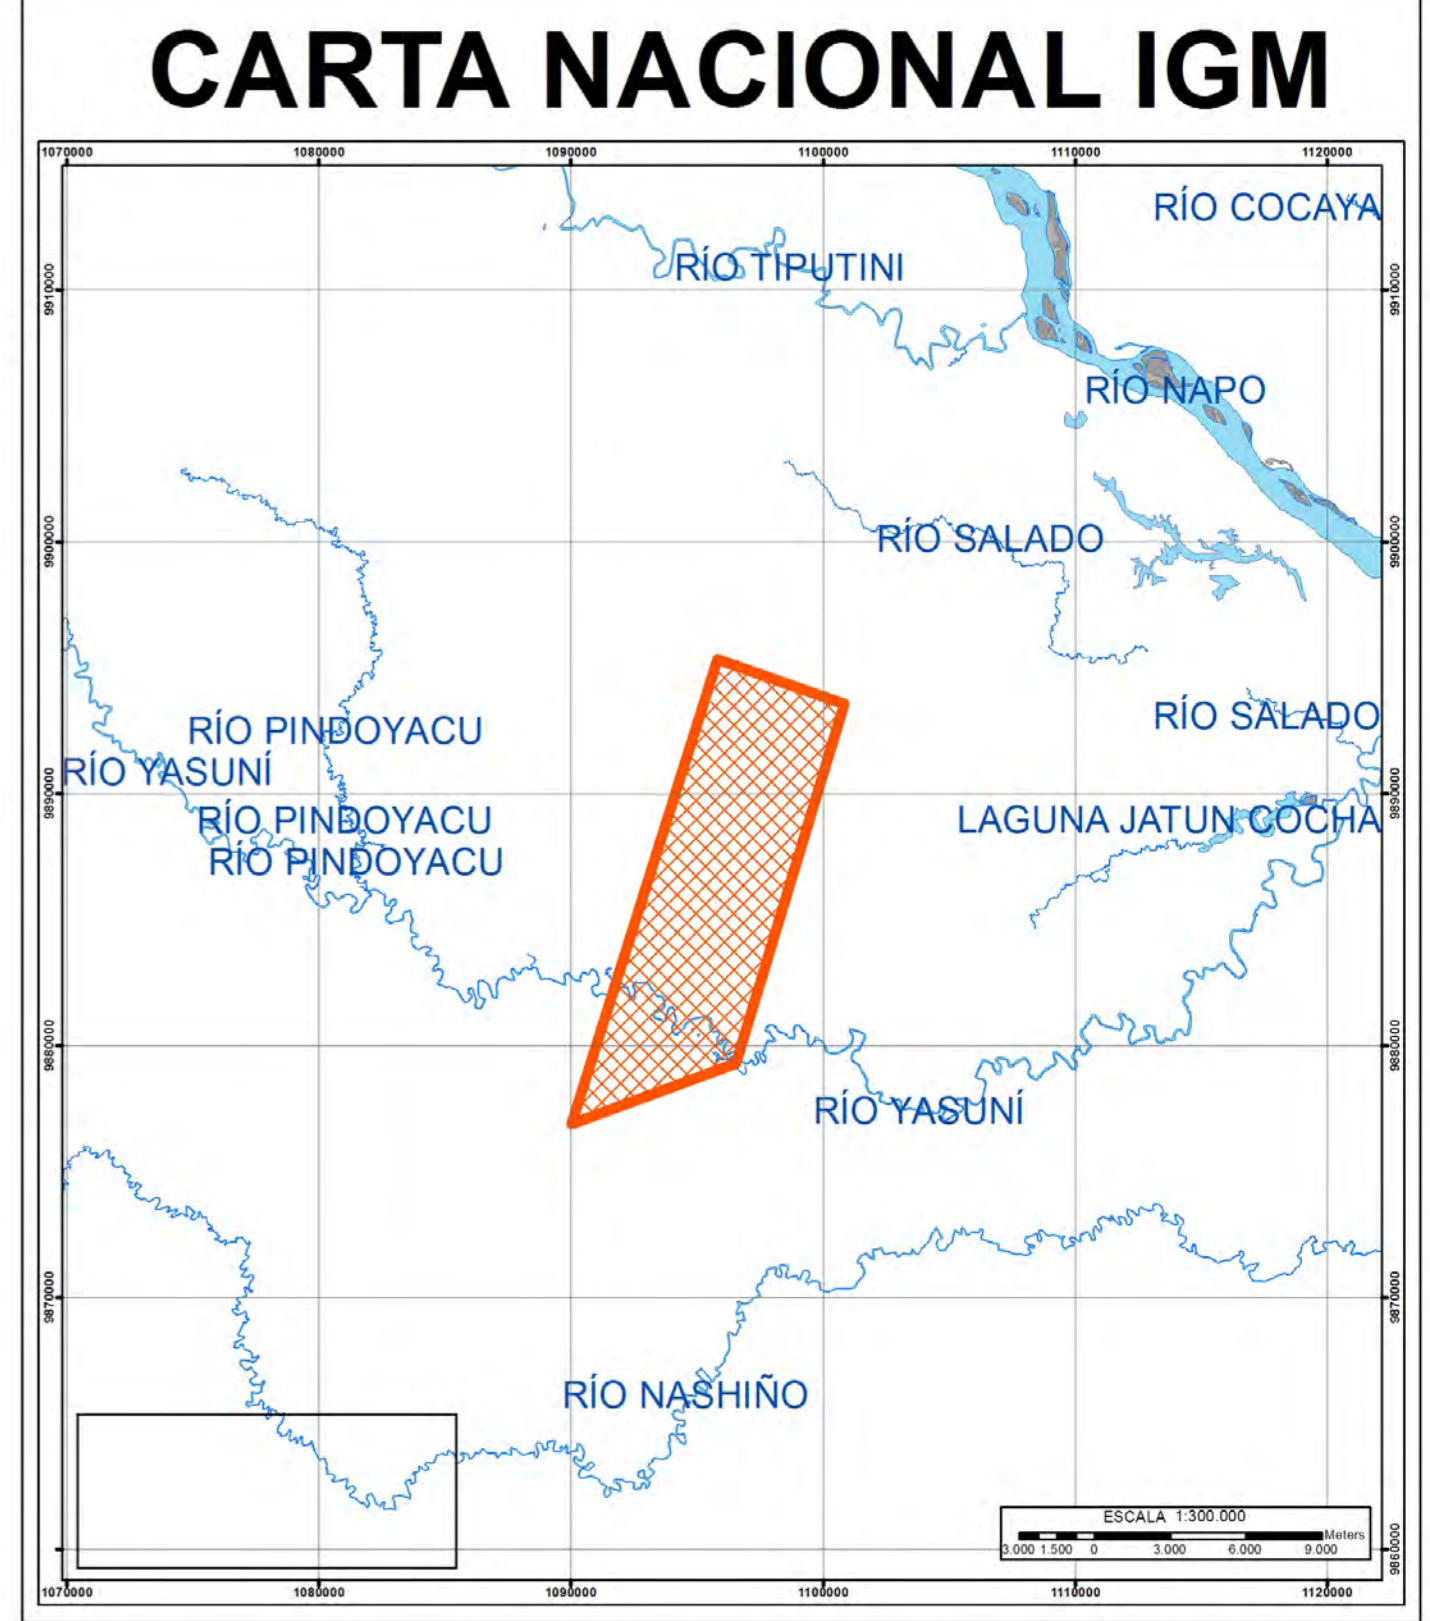 CARTA NACIONAL IGM
1070000 1080000 1090000 1100000 1110000 1120000
RÍO COCAYA
RÍO TIPUTINI
9910000 9910000
RÍO NAPO
RÍO SALADO
9900000 9900000
RÍO SALADO
RÍO PINDOYACU
RÍO YASUNÍ
9890000 9890000
RÍO PINDOYACU
LAGUNA JATUN COCHA
RÍO PINDOYACU
9880000 9880000
RÍO YASUNÍ
9870000 9870000
RÍO NASHIÑO
ESCALA 1:300.000
Meters
3.000 1.500 0 3.000 6.000 9.000
9860000
1070000 1080000 1090000 1100000 1110000 1120000